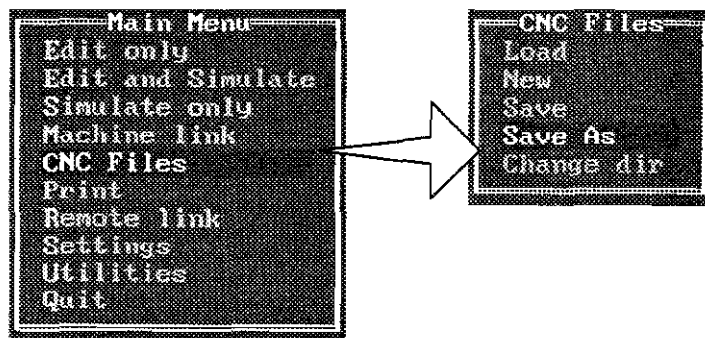 Main Menu
Edit only
Edit and Simulate
Simulate only
Machine link
CNC Files
Print
Remote link
Settings
Utilities
Quit
CNC Files
Load
New
Save
Save As
Change dir